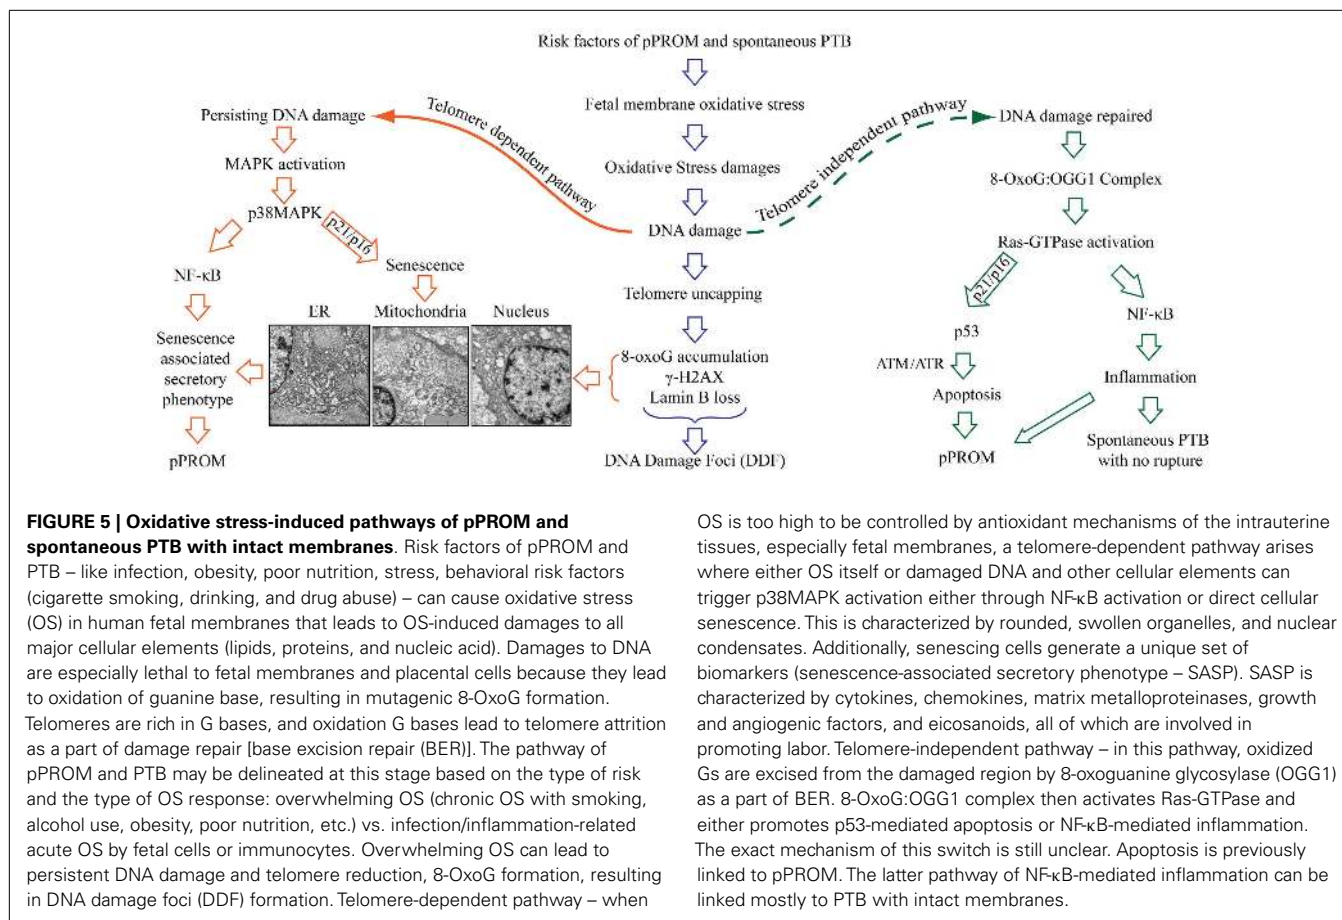 Risk factors of pPROM and spontaneous PTB
Fetal membrane oxidative stress
Oxidative Stress damages
DNA damage
Telomere uncapping
8-oxoG accumulation
γ-H2AX
Lamin B loss
DNA Damage Foci (DDF)
Telomere dependent pathway
Persisting DNA damage
MAPK activation
p38MAPK
p21/p16
NF-κB
Senescence
Senescence
associated
secretory
phenotype
pPROM
ER
Mitochondria
Nucleus
Telomere independent pathway
DNA damage repaired
8-OxoG:OGG1 Complex
Ras-GTPase activation
p21/p16
p53
ATM/ATR
Apoptosis
pPROM
NF-κB
Inflammation
Spontaneous PTB
with no rupture
FIGURE 5 | Oxidative stress-induced pathways of pPROM and
spontaneous PTB with intact membranes. Risk factors of pPROM and
PTB – like infection, obesity, poor nutrition, stress, behavioral risk factors
(cigarette smoking, drinking, and drug abuse) – can cause oxidative stress
(OS) in human fetal membranes that leads to OS-induced damages to all
major cellular elements (lipids, proteins, and nucleic acid). Damages to DNA
are especially lethal to fetal membranes and placental cells because they lead
to oxidation of guanine base, resulting in mutagenic 8-OxoG formation.
Telomeres are rich in G bases, and oxidation G bases lead to telomere attrition
as a part of damage repair [base excision repair (BER)]. The pathway of
pPROM and PTB may be delineated at this stage based on the type of risk
and the type of OS response: overwhelming OS (chronic OS with smoking,
alcohol use, obesity, poor nutrition, etc.) vs. infection/inflammation-related
acute OS by fetal cells or immunocytes. Overwhelming OS can lead to
persistent DNA damage and telomere reduction, 8-OxoG formation, resulting
in DNA damage foci (DDF) formation. Telomere-dependent pathway – when
OS is too high to be controlled by antioxidant mechanisms of the intrauterine
tissues, especially fetal membranes, a telomere-dependent pathway arises
where either OS itself or damaged DNA and other cellular elements can
trigger p38MAPK activation either through NF-κB activation or direct cellular
senescence. This is characterized by rounded, swollen organelles, and nuclear
condensates. Additionally, senescing cells generate a unique set of
biomarkers (senescence-associated secretory phenotype – SASP). SASP is
characterized by cytokines, chemokines, matrix metalloproteinases, growth
and angiogenic factors, and eicosanoids, all of which are involved in
promoting labor. Telomere-independent pathway – in this pathway, oxidized
Gs are excised from the damaged region by 8-oxoguanine glycosylase (OGG1)
as a part of BER. 8-OxoG:OGG1 complex then activates Ras-GTPase and
either promotes p53-mediated apoptosis or NF-κB-mediated inflammation.
The exact mechanism of this switch is still unclear. Apoptosis is previously
linked to pPROM. The latter pathway of NF-κB-mediated inflammation can be
linked mostly to PTB with intact membranes.